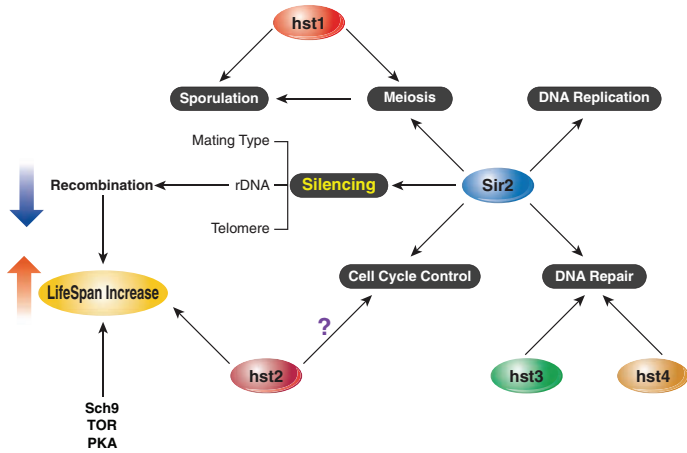 hst1
Sporulation
Meiosis
DNA Replication
Mating Type
Recombination
rDNA
Silencing
Sir2
Telomere
LifeSpan Increase
Cell Cycle Control
DNA Repair
?
hst2
hst3
hst4
Sch9
TOR
PKA